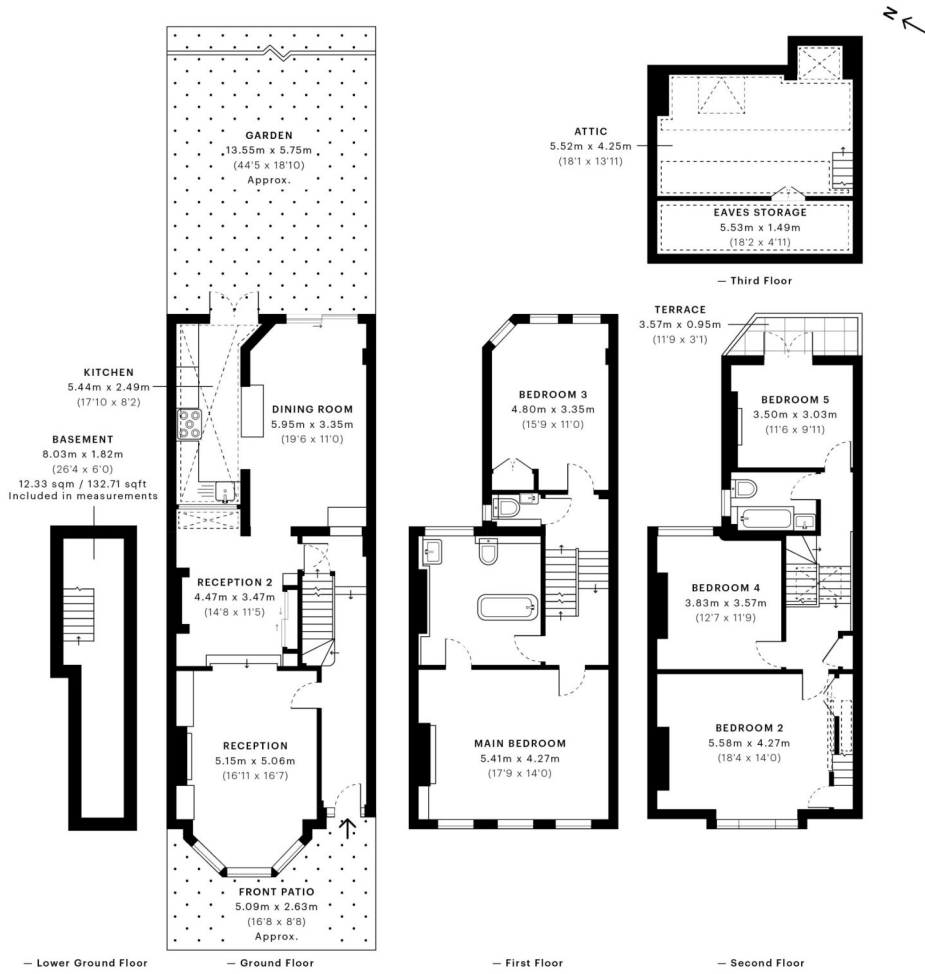 N
GARDEN
13.55m x 5.75m
(44'5 x 18'10)
Approx.
ATTIC
5.52m x 4.25m
(18'1 x 13'11)
EAVES STORAGE
5.53m x 1.49m
(18'2 x 4'11)
— Third Floor
TERRACE
3.57m x 0.95m
(11'9 x 3'1)
KITCHEN
5.44m x 2.49m
(17'10 x 8'2)
DINING ROOM
5.95m x 3.35m
(19'6 x 11'0)
BEDROOM 3
4.80m x 3.35m
(15'9 x 11'0)
BEDROOM 5
3.50m x 3.03m
(11'6 x 9'11)
BASEMENT
8.03m x 1.82m
(26'4 x 6'0)
12.33 sqm / 132.71 sqft
Included in measurements
RECEPTION 2
4.47m x 3.47m
(14'8 x 11'5)
BEDROOM 4
3.83m x 3.57m
(12'7 x 11'9)
RECEPTION
5.15m x 5.06m
(16'11 x 16'7)
MAIN BEDROOM
5.41m x 4.27m
(17'9 x 14'0)
BEDROOM 2
5.58m x 4.27m
(18'4 x 14'0)
FRONT PATIO
5.09m x 2.63m
(16'8 x 8'8)
Approx.
— Lower Ground Floor
— Ground Floor
— First Floor
— Second Floor